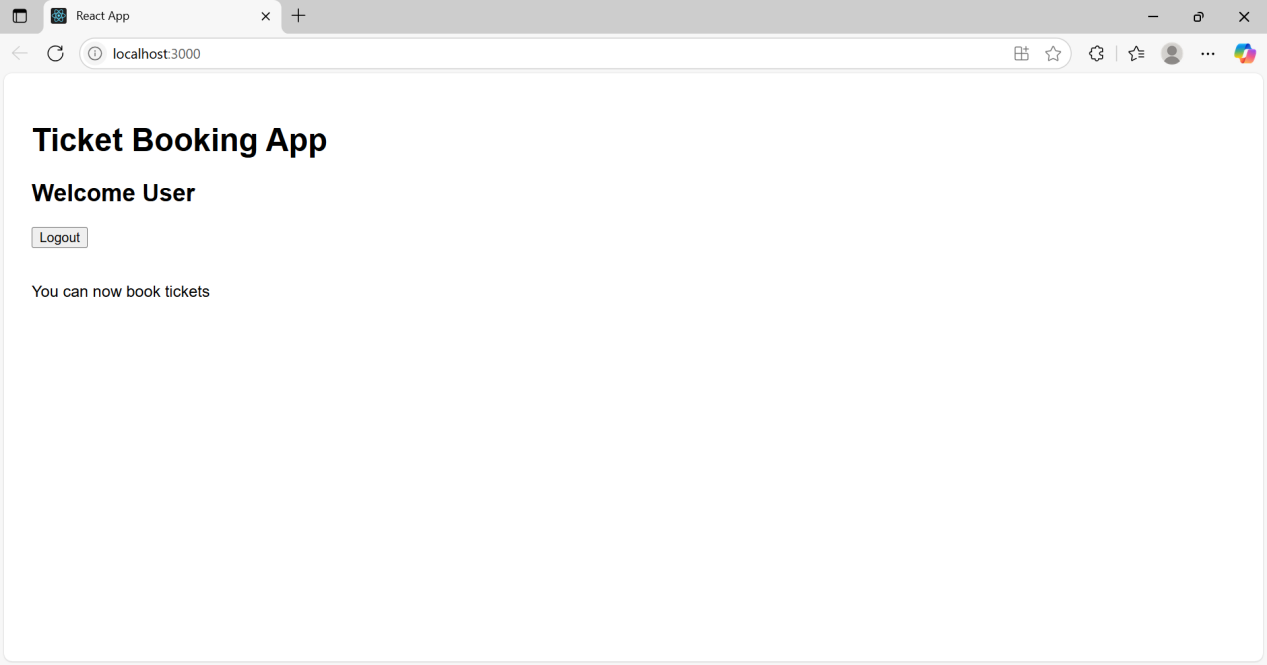 React App
localhost:3000
Ticket Booking App
Welcome User
Logout
You can now book tickets